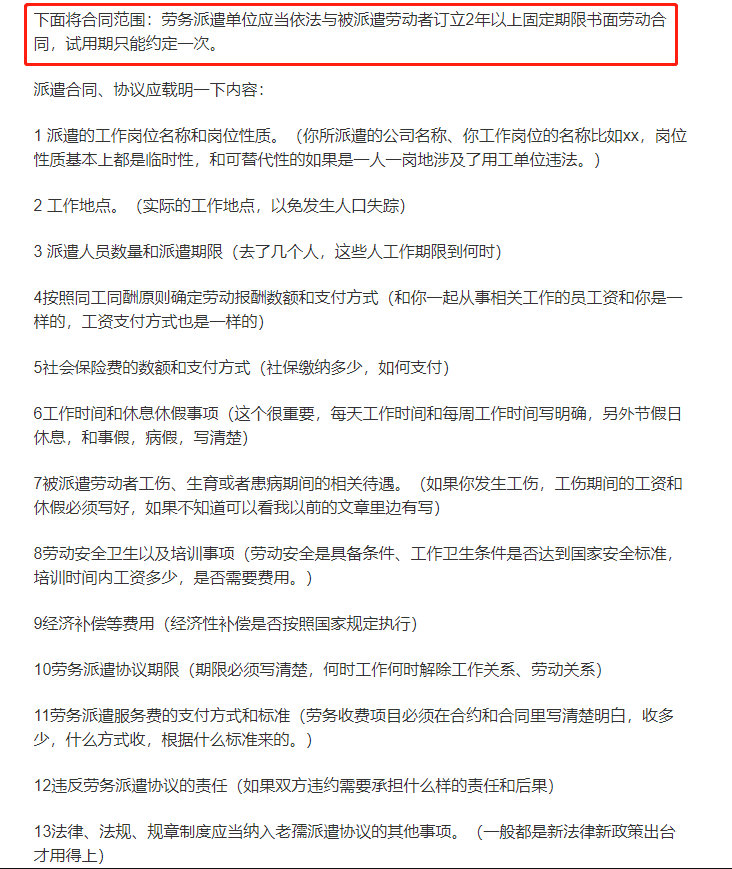 下面将合同范围：劳务派遣单位应当依法与被派遣劳动者订立2年以上固定期限书面劳动合
同，试用期只能约定一次。
派遣合同、协议应载明一下内容：
1 派遣的工作岗位名称和岗位性质。（你所派遣的公司名称、你工作岗位的名称比如xx，岗位
性质基本上都是临时性，和可替代性的如果是一人一岗地涉及了用工单位违法。）
2 工作地点。（实际的工作地点，以免发生人口失踪）
3 派遣人员数量和派遣期限（去了几个人，这些人工作期限到何时）
4按照同工同酬原则确定劳动报酬数额和支付方式（和你一起从事相关工作的员工资和你是一
样的，工资支付方式也是一样的）
5社会保险费的数额和支付方式（社保缴纳多少，如何支付）
6工作时间和休息休假事项（这个很重要，每天工作时间和每周工作时间写明确，另外节假日
休息，和事假，病假，写清楚）
7被派遣劳动者工伤、生育或者患病期间的相关待遇。（如果你发生工伤，工伤期间的工资和
休假必须写好，如果不知道可以看我以前的文章里边有写）
8劳动安全卫生以及培训事项（劳动安全是具备条件、工作卫生条件是否达到国家安全标准，
培训时间内工资多少，是否需要费用。）
9经济补偿等费用（经济性补偿是否按照国家规定执行）
10劳务派遣协议期限（期限必须写清楚，何时工作何时解除工作关系、劳动关系）
11劳务派遣服务费的支付方式和标准（劳务收费项目必须在合约和合同里写清楚明白，收多
少，什么方式收，根据什么标准来的。）
12违反劳务派遣协议的责任（如果双方违约需要承担什么样的责任和后果）
13法律、法规、规章制度应当纳入老孺派遣协议的其他事项。（一般都是新法律新政策出台
才用得上）